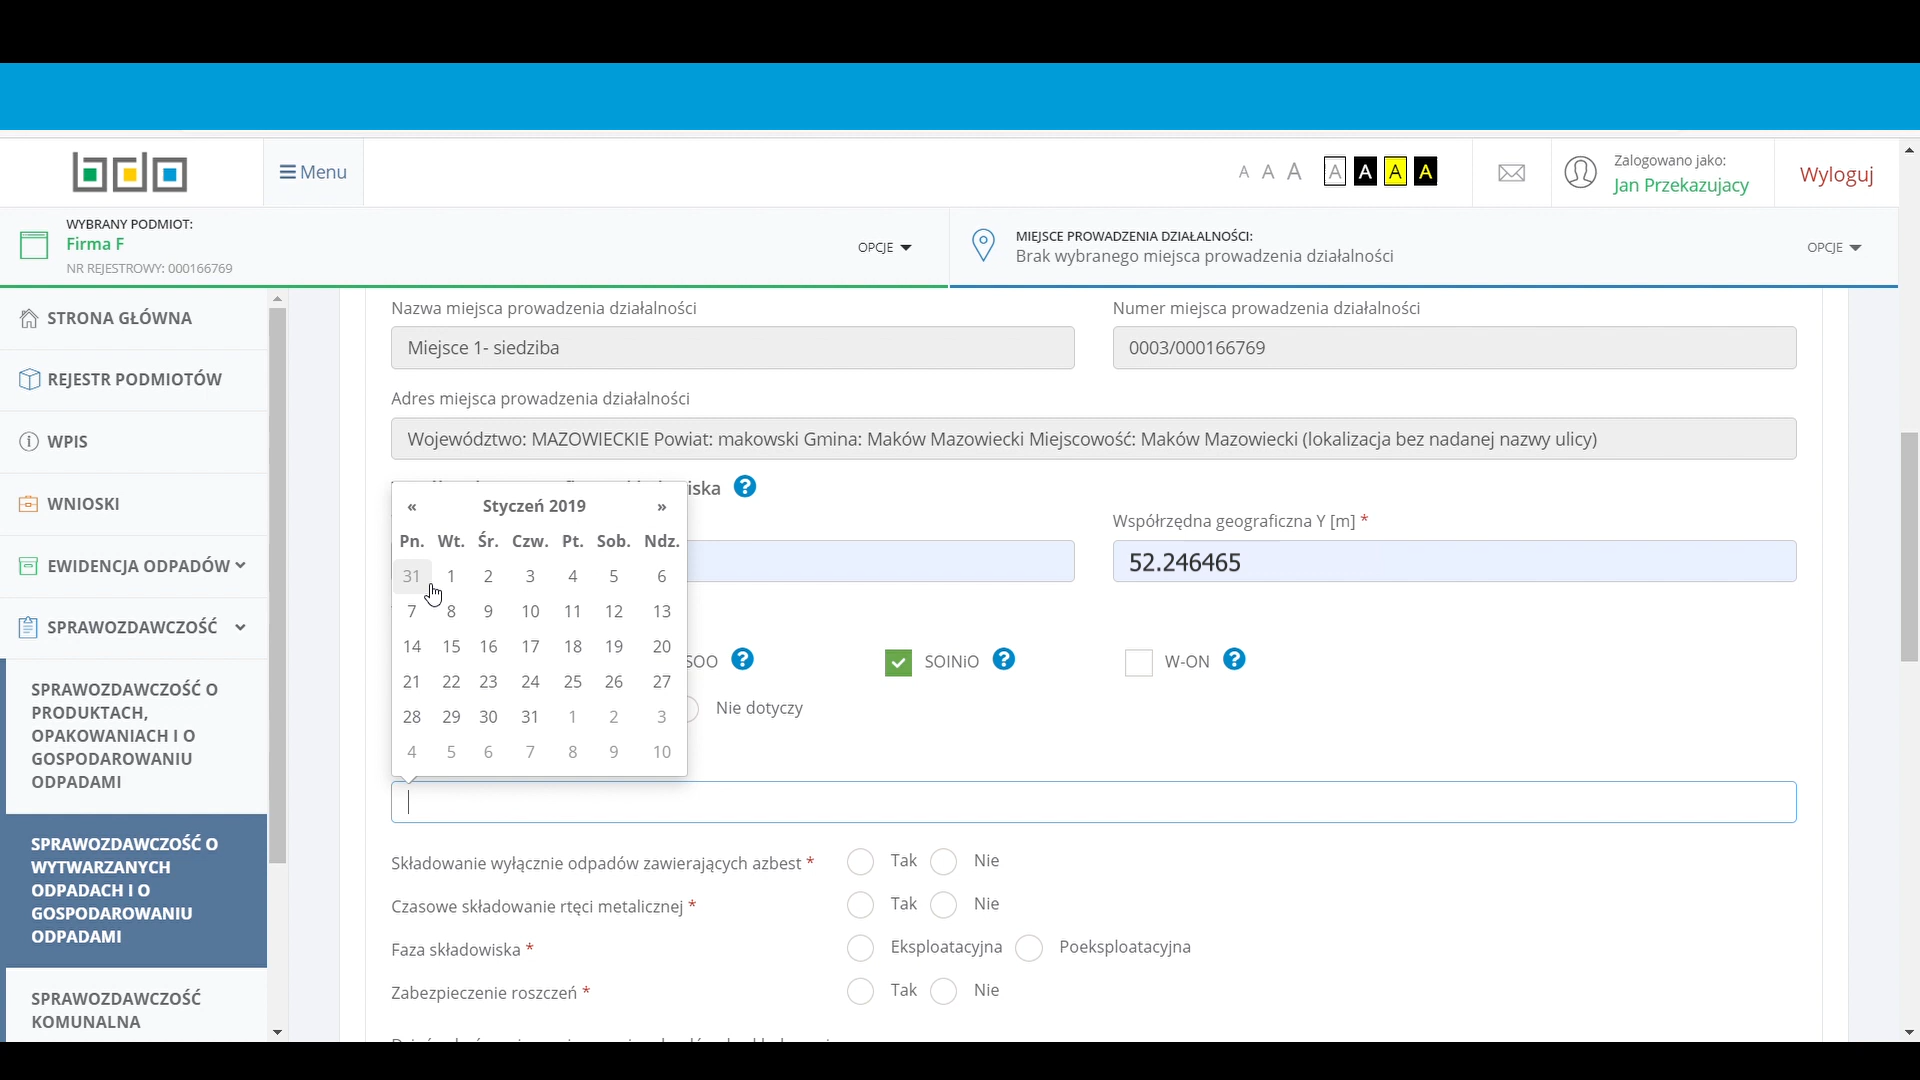 bdo
Menu
A A A A A A A
Zalogowano jako:
Jan Przekazujacy
Wyloguj
WYBRANY PODMIOT:
Firma F
NR REJESTROWY: 000166769
OPCJE
MIEJSCE PROWADZENIA DZIAŁALNOŚCI:
Brak wybranego miejsca prowadzenia działalności
OPCJE
STRONA GŁÓWNA
REJESTR PODMIOTÓW
WPIS
WNIOSKI
EWIDENCJA ODPADÓW
SPRAWOZDAWCZOŚĆ
SPRAWOZDAWCZOŚĆ O
PRODUKTACH,
OPAKOWANIACH I O
GOSPODAROWANIU
ODPADAMI
SPRAWOZDAWCZOŚĆ O
WYTWARZANYCH
ODPADACH I O
GOSPODAROWANIU
ODPADAMI
SPRAWOZDAWCZOŚĆ
KOMUNALNA
Nazwa miejsca prowadzenia działalności
Numer miejsca prowadzenia działalności
Miejsce 1- siedziba
0003/000166769
Adres miejsca prowadzenia działalności
Województwo: MAZOWIECKIE Powiat: makowski Gmina: Maków Mazowiecki Miejscowość: Maków Mazowiecki (lokalizacja bez nadanej nazwy ulicy)
iska ?
« Styczeń 2019 »
Pn. Wt. Śr. Czw. Pt. Sob. Ndz.
31 1 2 3 4 5 6
7 8 9 10 11 12 13
14 15 16 17 18 19 20
21 22 23 24 25 26 27
28 29 30 31 1 2 3
4 5 6 7 8 9 10
Współrzędna geograficzna Y [m] *
52.246465
SOO ? SOINiO ? W-ON ?
Nie dotyczy
Składowanie wyłącznie odpadów zawierających azbest * Tak Nie
Czasowe składowanie rtęci metalicznej * Tak Nie
Faza składowiska * Eksploatacyjna Poeksploatacyjna
Zabezpieczenie roszczeń * Tak Nie